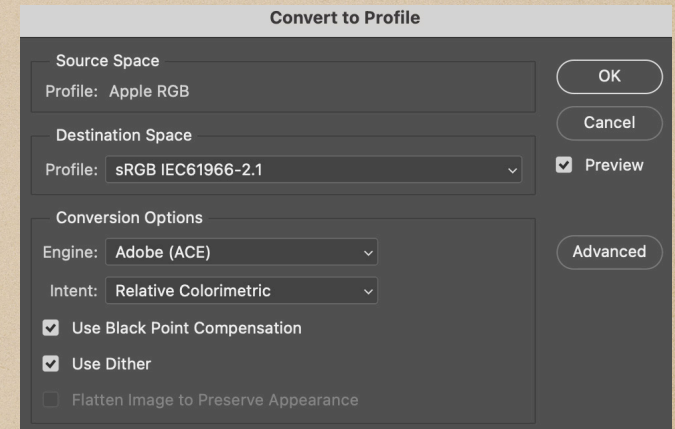 Convert to Profile
Source Space
Profile: Apple RGB
Destination Space
Profile: sRGB IEC61966-2.1
Conversion Options
Engine: Adobe (ACE)
Intent: Relative Colorimetric
Use Black Point Compensation
Use Dither
Flatten Image to Preserve Appearance
OK
Cancel
Preview
Advanced